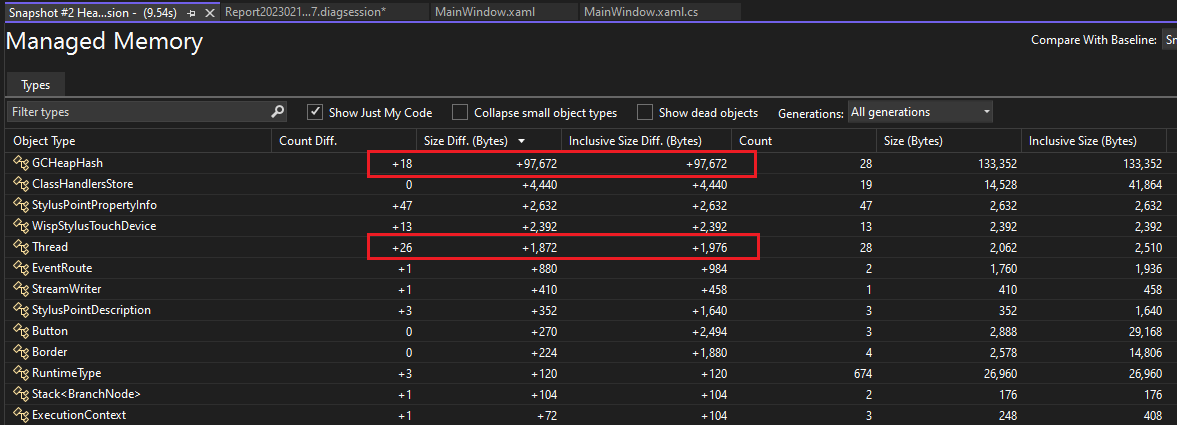 Snapshot #2 Hea...sion - (9.54s) Report2023021...7.diagsession* MainWindow.xaml MainWindow.xaml.cs
Managed Memory Compare With Baseline: Sn
Types
Filter types Show Just My Code Collapse small object types Show dead objects Generations: All generations
Object Type Count Diff. Size Diff. (Bytes) Inclusive Size Diff. (Bytes) Count Size (Bytes) Inclusive Size (Bytes)
GCHeapHash +18 +97,672 +97,672 28 133,352 133,352
ClassHandlersStore 0 +4,440 +4,440 19 14,528 41,864
StylusPointPropertyInfo +47 +2,632 +2,632 47 2,632 2,632
WispStylusTouchDevice +13 +2,392 +2,392 13 2,392 2,392
Thread +26 +1,872 +1,976 28 2,062 2,510
EventRoute +1 +880 +984 2 1,760 1,936
StreamWriter +1 +410 +458 1 410 458
StylusPointDescription +3 +352 +1,640 3 352 1,640
Button 0 +270 +2,494 3 2,888 29,168
Border 0 +224 +1,880 4 2,578 14,806
RuntimeType +3 +120 +120 674 26,960 26,960
Stack<BranchNode> +1 +104 +104 2 176 176
ExecutionContext +1 +72 +104 3 248 408